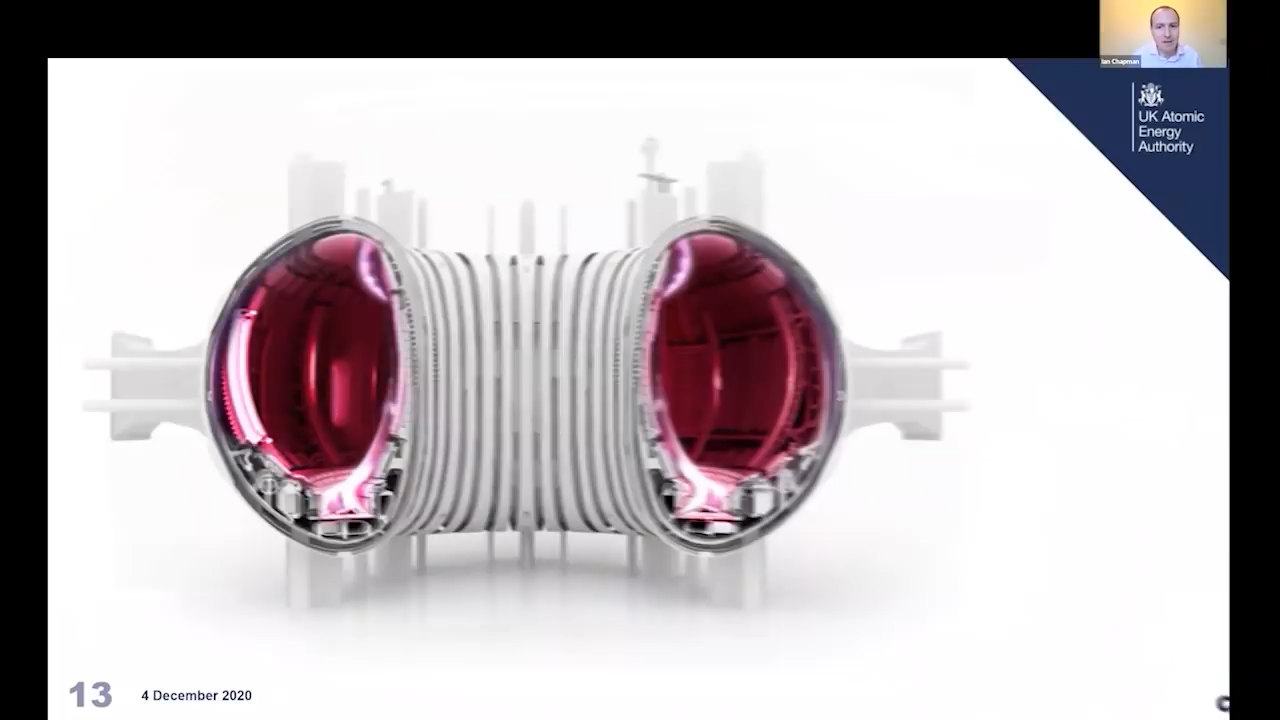 Ian Chapman
UK Atomic
Energy
Authority
13
4 December 2020